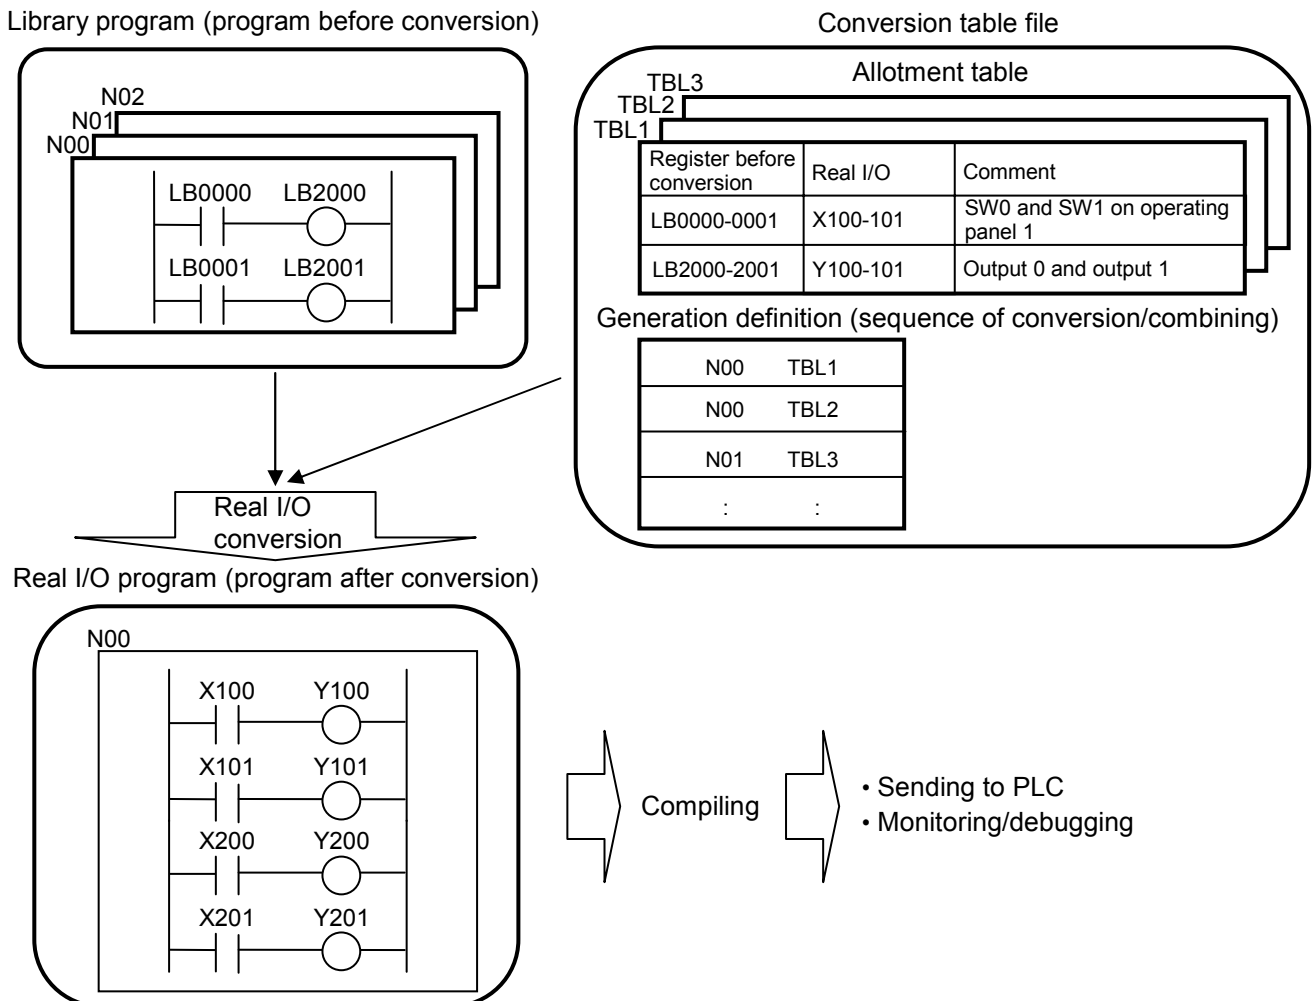 Library program (program before conversion)
N02
N01
N00
LB0000 LB2000
LB0001 LB2001
Conversion table file
Allotment table
TBL3
TBL2
TBL1
Register before
conversion
Real I/O
Comment
LB0000-0001
X100-101
SW0 and SW1 on operating
panel 1
LB2000-2001
Y100-101
Output 0 and output 1
Generation definition (sequence of conversion/combining)
N00 TBL1
N00 TBL2
N01 TBL3
: :
Real I/O
conversion
Real I/O program (program after conversion)
N00
X100 Y100
X101 Y101
X200 Y200
X201 Y201
Compiling
• Sending to PLC
• Monitoring/debugging